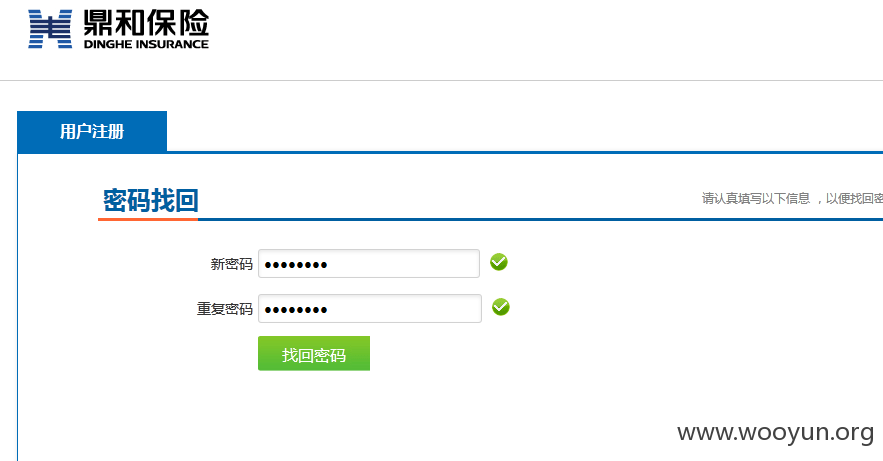 鼎和保险
DINGHE INSURANCE
用户注册
密码找回
请认真填写以下信息 ，以便找回密
新密码
重复密码
找回密码
www.wooyun.org